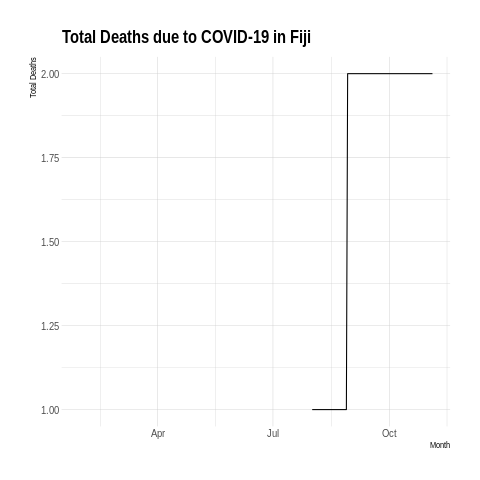 Total Deaths due to COVID-19 in Fiji
Total Deaths
2.00
1.75
1.50
1.25
1.00
Apr Jul Oct
Month